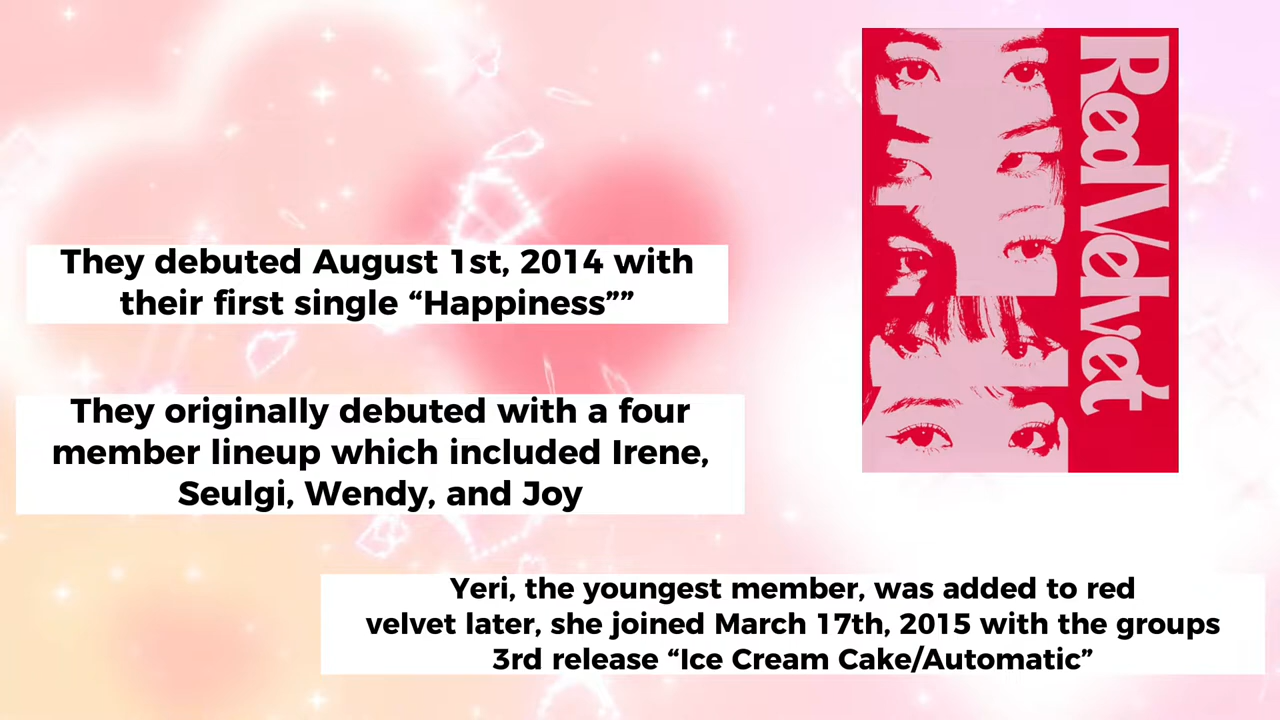 Red Velvet
They debuted August 1st, 2014 with
their first single “Happiness””
They originally debuted with a four
member lineup which included Irene,
Seulgi, Wendy, and Joy
Yeri, the youngest member, was added to red
velvet later, she joined March 17th, 2015 with the groups
3rd release “Ice Cream Cake/Automatic”